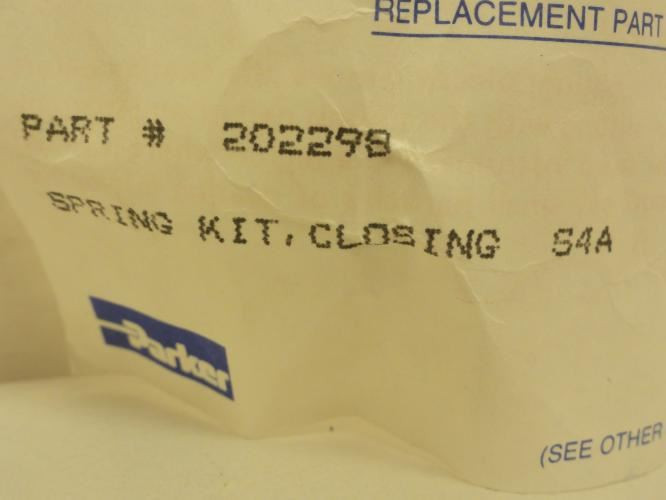 REPLACEMENT PART
PART # 202298
SPRING KIT, CLOSING S4A
Parker
(SEE OTHER